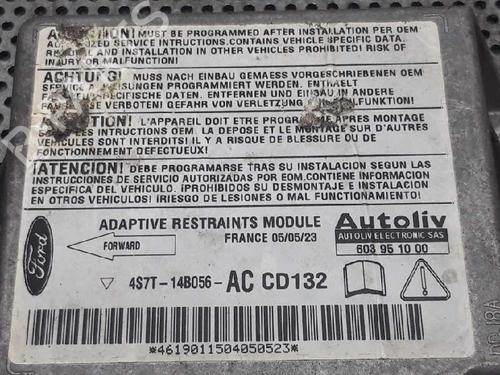 MUST BE PROGRAMMED AFTER INSTALLATION PER OEM
SERVICE INSTUCTIONS.CONTAINS VEHICLE SPECIFIC DATA,
AND INSTALLATION IN OTHER VEHICLES PROHIBITED! RISK OF
INJURY OR MALFUNCTION!
ACHTUNG! MUSS NACH EINBAU GEMAESS VORGESCHRIEBENEN OEM
SERVICE PROGRAMMIERT WERDEN. ENTHAELT
DATEN. ENTFERNEN UND EINBAU IN ANDERE
FAHRZEUGE VERBOTEN! GEFAHR VON VERLETZUNG
L'APPAREIL DOIT ETRE PROGRAMME APRES MONTAGE
INSTRUCTIONS OEM. LA DEPOSE ET LE MONTAGE SUR D'AUTRES
VEHICULES SONT INTERDITS! IL Y A RISQUE DE BLESSURE OU DE
FONCTIONNEMENT DEFECTUEUX!
¡ATENCION! DEBE PROGRAMARSE TRAS SU INSTALACION SEGUN LAS
INSTRUCCIONES DE SERVICIO AUTORIZADAS POR EOM.CONTIENE INFORMACION
ESPECIFICA DEL VEHICULO. ¡PROHIBIDOS SU DESMONTAJE E INSTALACION
EN OTROS VEHICULOS! ¡RIESGO DE LESIONES O MAL FUNCIONAMIENTO!
Ford
FORWARD
ADAPTIVE RESTRAINTS MODULE
FRANCE 05/05/23
Autoliv
AUTOLIV ELECTRONIC SAS
603 95 10 00
4S7T-14B056-AC CD132
*4619011504050523*